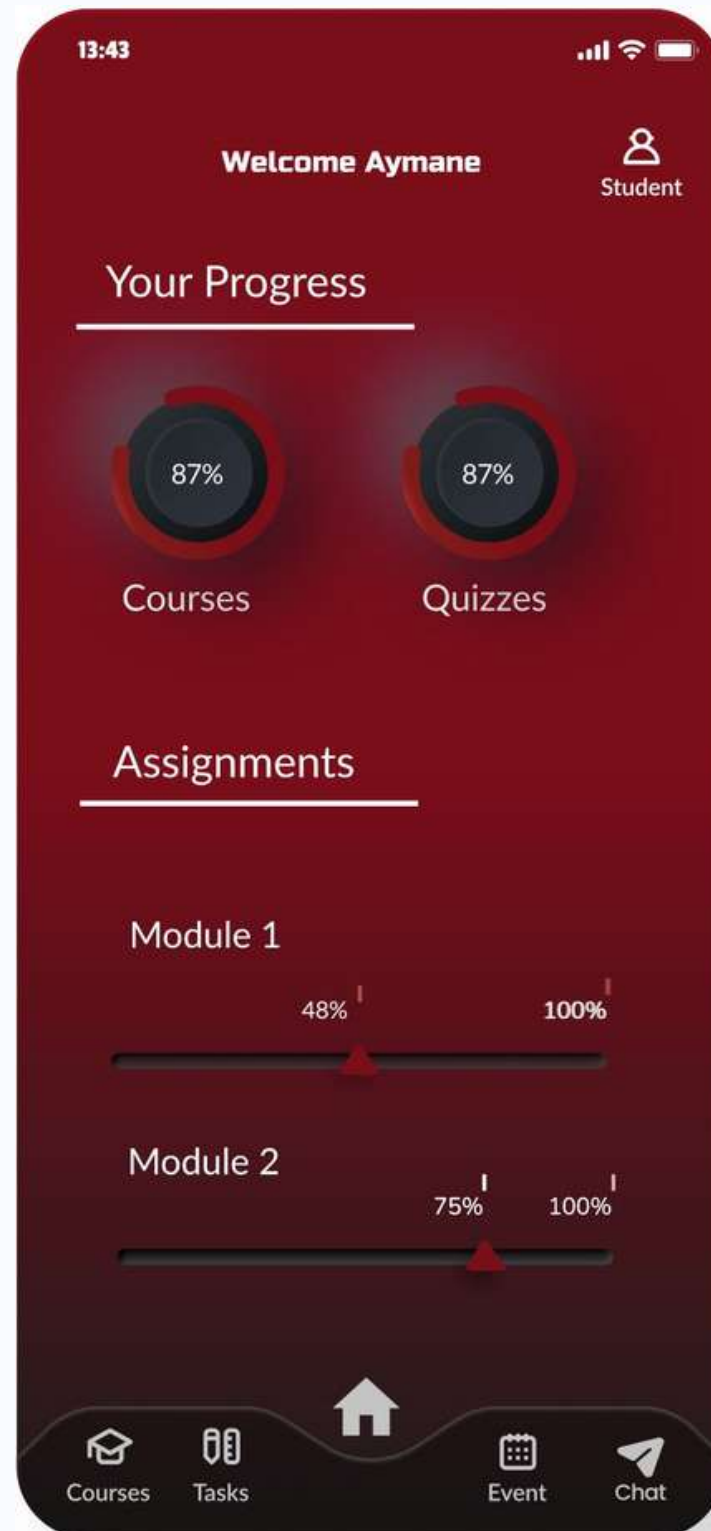 13:43
Welcome Aymane
Student
Your Progress
87% 87%
Courses Quizzes
Assignments
Module 1
48% 100%
Module 2
75% 100%
Courses Tasks Event Chat